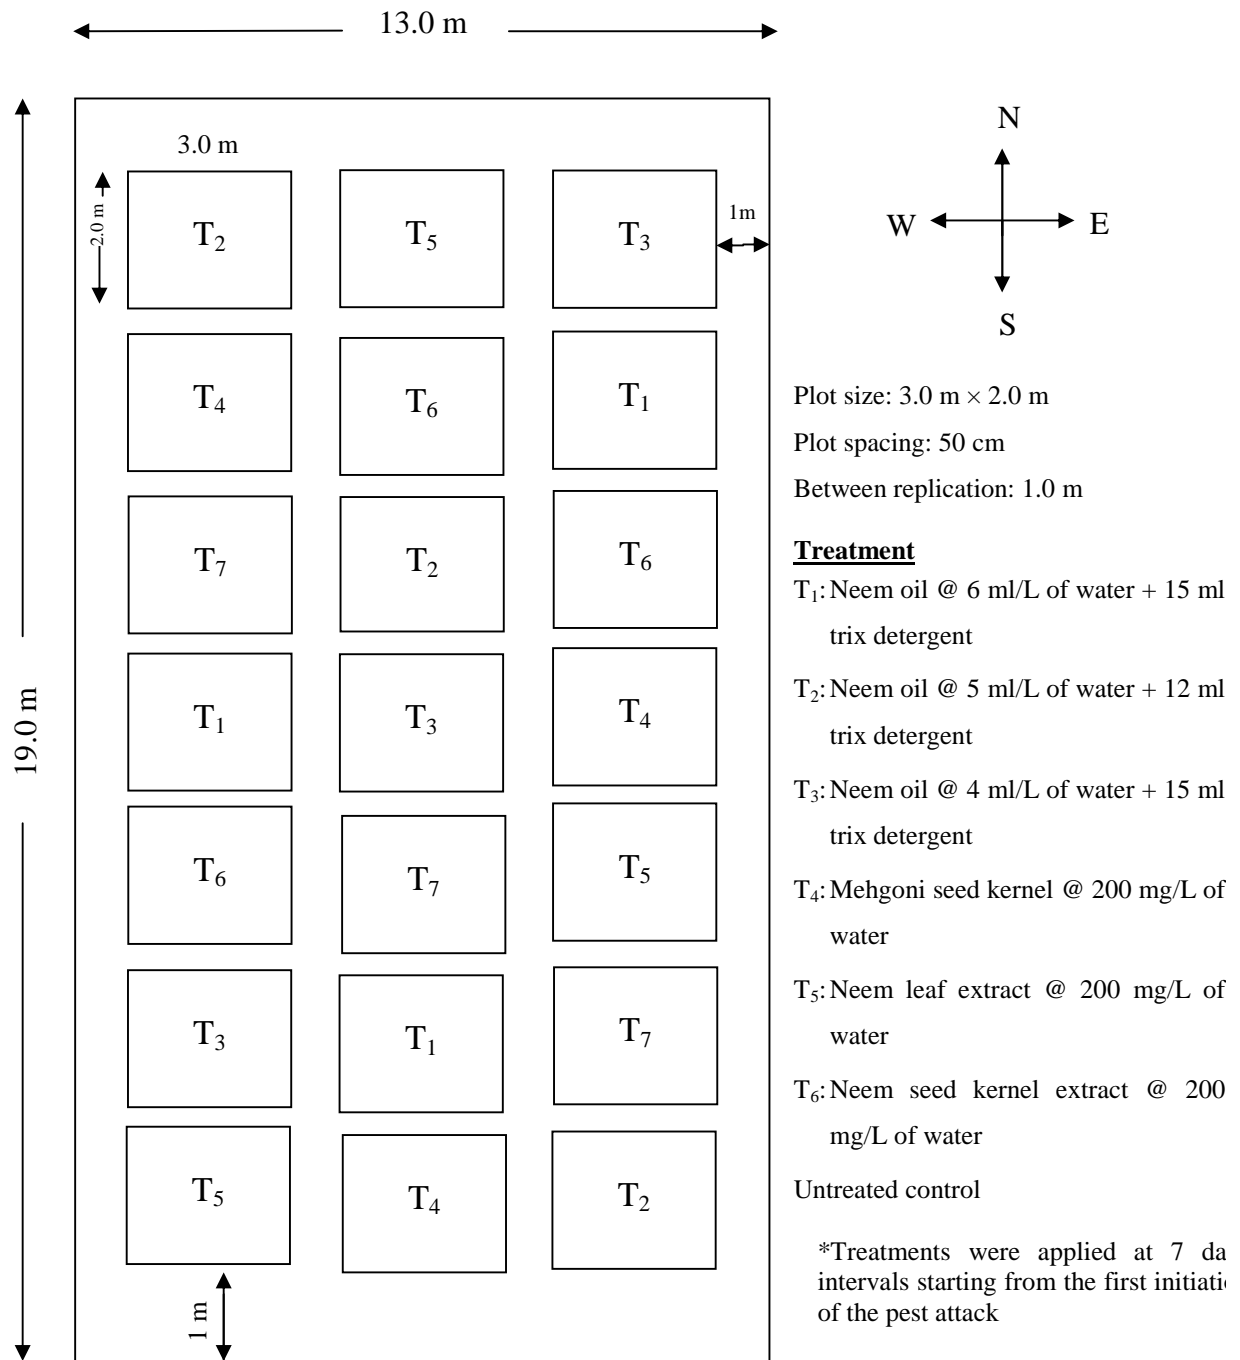 13.0 m
N
3.0 m
2.0 m
T₂ T₅ T₃
1m
W E
S
T₄ T₆ T₁
Plot size: 3.0 m × 2.0 m
Plot spacing: 50 cm
Between replication: 1.0 m
T₇ T₂ T₆
Treatment
T₁: Neem oil @ 6 ml/L of water + 15 ml
trix detergent
19.0 m
T₁ T₃ T₄
T₂: Neem oil @ 5 ml/L of water + 12 ml
trix detergent
T₃: Neem oil @ 4 ml/L of water + 15 ml
trix detergent
T₆ T₇ T₅
T₄: Mehgoni seed kernel @ 200 mg/L of
water
T₃ T₁ T₇
T₅: Neem leaf extract @ 200 mg/L of
water
T₆: Neem seed kernel extract @ 200
mg/L of water
T₅ T₄ T₂
Untreated control
*Treatments were applied at 7 da
intervals starting from the first initiati
of the pest attack
1 m